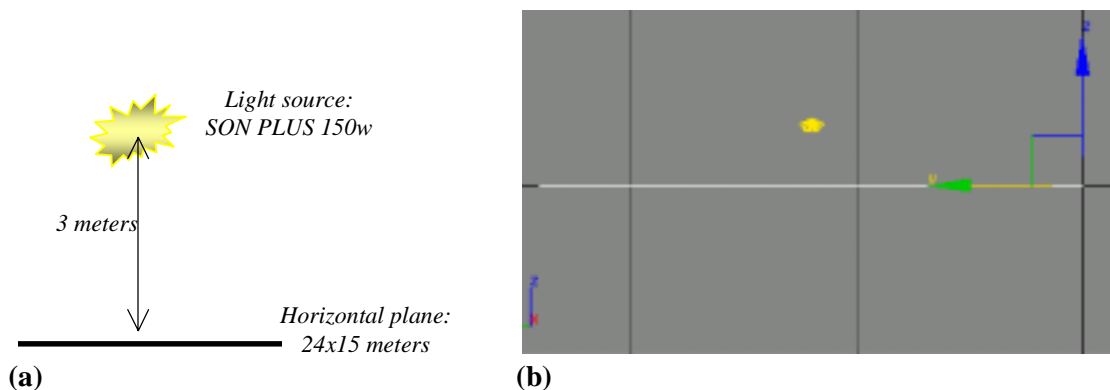 Light source:
SON PLUS 150w
3 meters
Horizontal plane:
24x15 meters
(a)
z
y
z
x
(b)